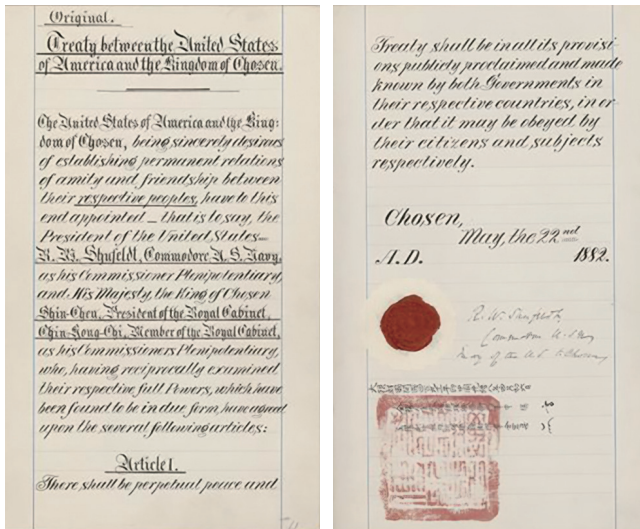 Original.
Treaty between the United States
of America and the Kingdom of Chosen.
The United States of America and the King-
dom of Chosen, being sincerely desirous
of establishing permanent relations
of amity and friendship between
their respective peoples, have to this
end appointed — that is to say, the
President of the United States—
R. W. Shufeldt, Commodore U.S. Navy,
as his Commissioner Plenipotentiary,
and His Majesty, the King of Chosen
Shin-Chen, President of the Royal Cabinet,
Chin-Hong-Chi, Member of the Royal Cabinet,
as his Commissioners Plenipotentiary,
who, having reciprocally examined
their respective full Powers, which have
been found to be in due form, have agreed
upon the several following articles:
Article I.
There shall be perpetual peace and
Treaty shall be in all its provisi-
ons publicly proclaimed and made
known by both Governments in
their respective countries, in or-
der that it may be obeyed by
their citizens and subjects
respectively.
Chosen,
May, the 22nd
A.D. 1882.
R. W. Shufeldt,
Commodore U.S.N.